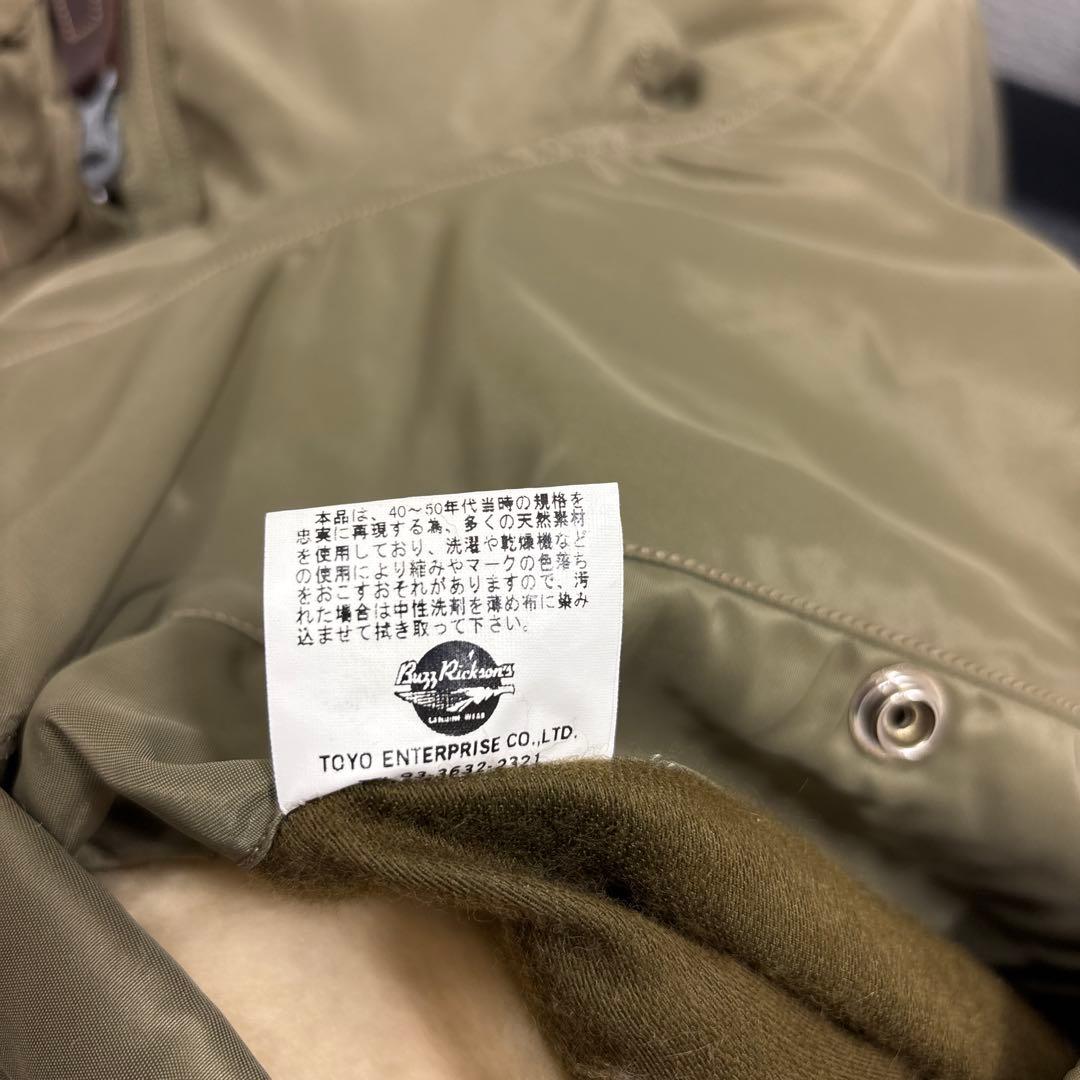 本品は、40～50年代当時の規格を
忠実に再現する為、多くの天然素材
を使用しており、洗濯や乾燥機など
の使用により縮みやマークの色落ち
をおこすおそれがありますので、汚
れた場合は中性洗剤を薄め布に染み
込ませて拭き取って下さい。
Buzz Rickson's
GENUINE WEAR
TOYO ENTERPRISE CO.,LTD.
03-3632-2321